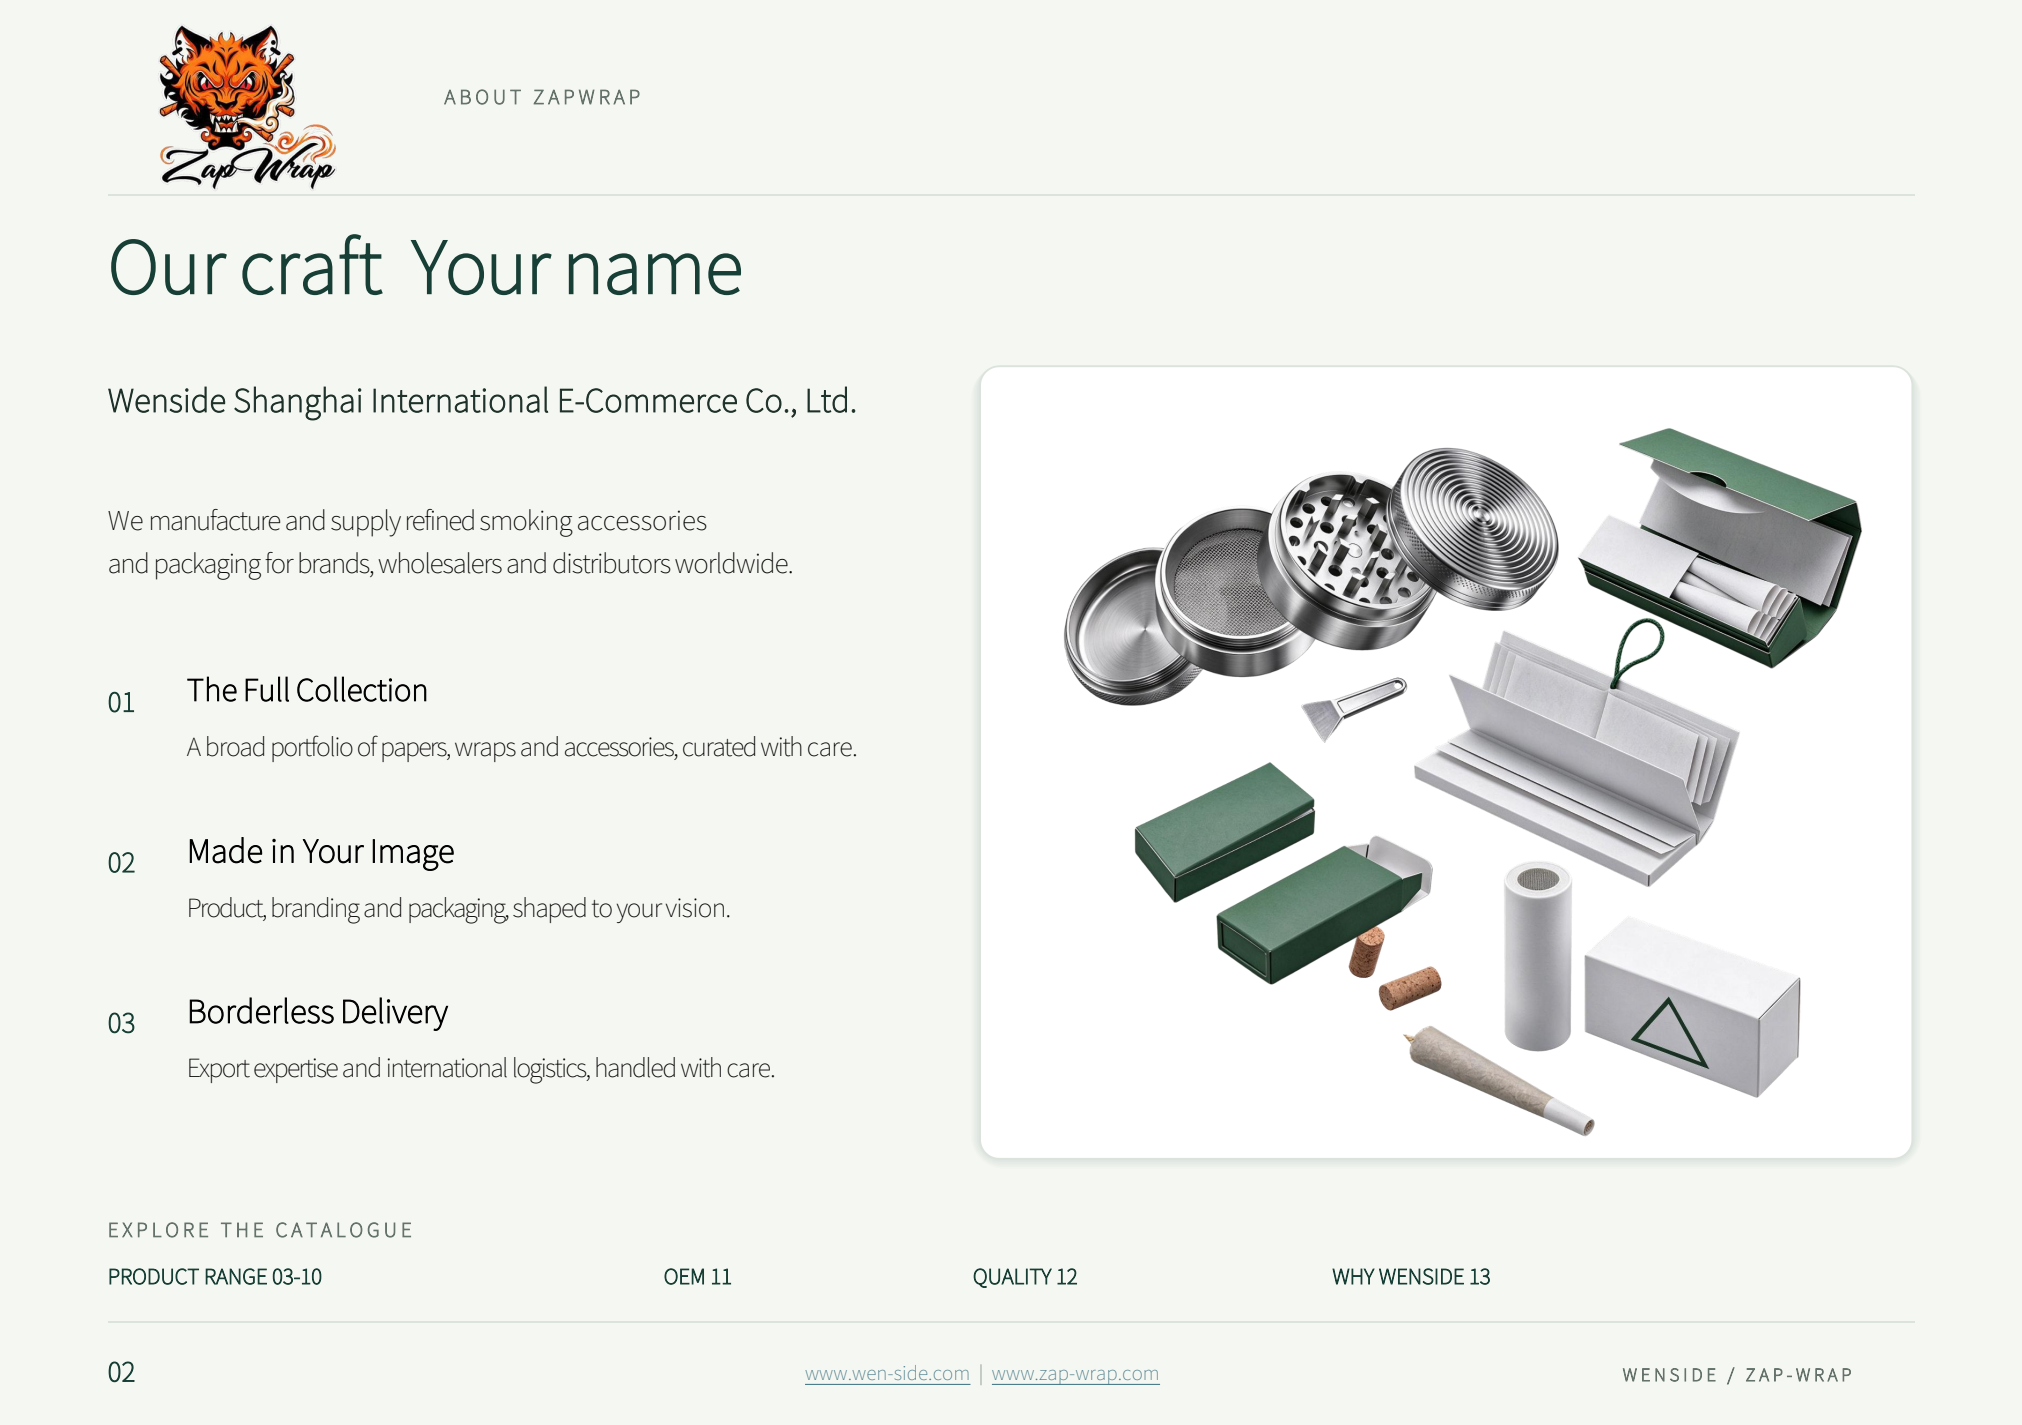 Zap Wrap
ABOUT ZAPWRAP
Our craft Your name
Wenside Shanghai International E-Commerce Co., Ltd.
We manufacture and supply refined smoking accessories
and packaging for brands, wholesalers and distributors worldwide.
01
The Full Collection
A broad portfolio of papers, wraps and accessories, curated with care.
02
Made in Your Image
Product, branding and packaging, shaped to your vision.
03
Borderless Delivery
Export expertise and international logistics, handled with care.
EXPLORE THE CATALOGUE
PRODUCT RANGE 03-10 OEM 11 QUALITY 12 WHY WENSIDE 13
02 www.wen-side.com | www.zap-wrap.com WENSIDE / ZAP-WRAP